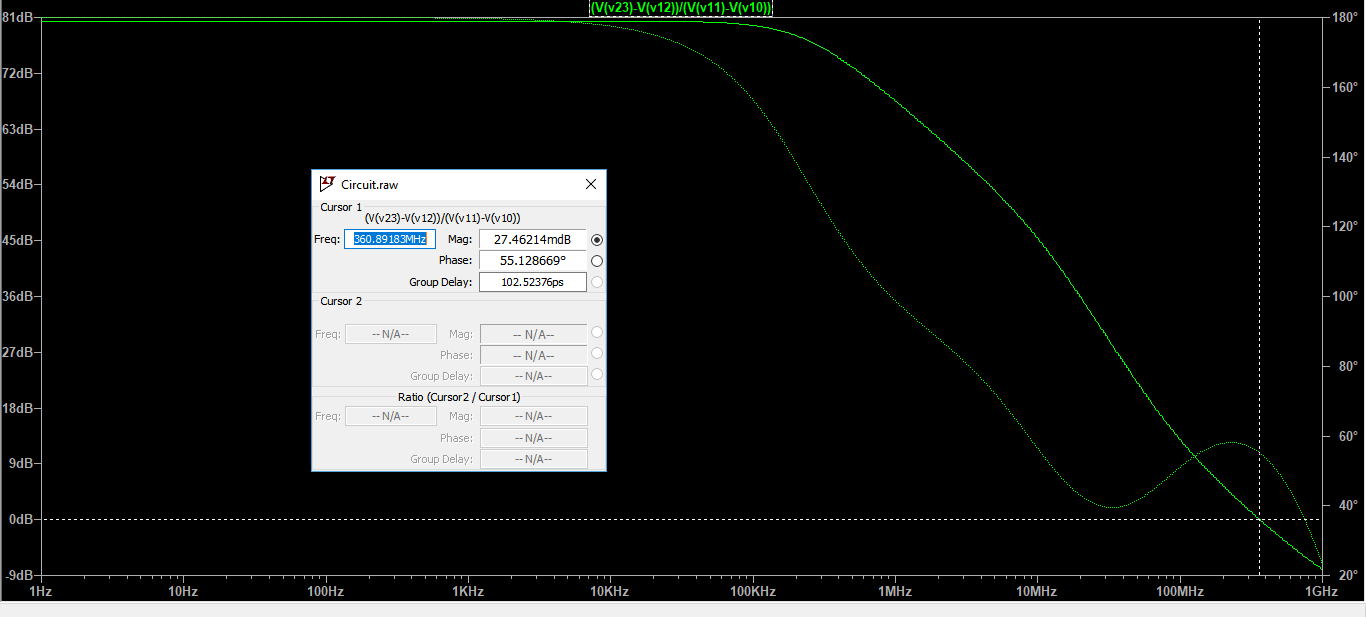 (V(v23)-V(v12))/(V(v11)-V(v10))
81dB
72dB
63dB
54dB
45dB
36dB
27dB
18dB
9dB
0dB
-9dB
180°
160°
140°
120°
100°
80°
60°
40°
20°
1Hz 10Hz 100Hz 1KHz 10KHz 100KHz 1MHz 10MHz 100MHz 1GHz
Circuit.raw
Cursor 1
(V(v23)-V(v12))/(V(v11)-V(v10))
Freq: 360.89183MHz Mag: 27.46214mdB
Phase: 55.128669°
Group Delay: 102.52376ps
Cursor 2
Freq: -- N/A-- Mag: -- N/A--
Phase: -- N/A--
Group Delay: -- N/A--
Ratio (Cursor2 / Cursor1)
Freq: -- N/A-- Mag: -- N/A--
Phase: -- N/A--
Group Delay: -- N/A--